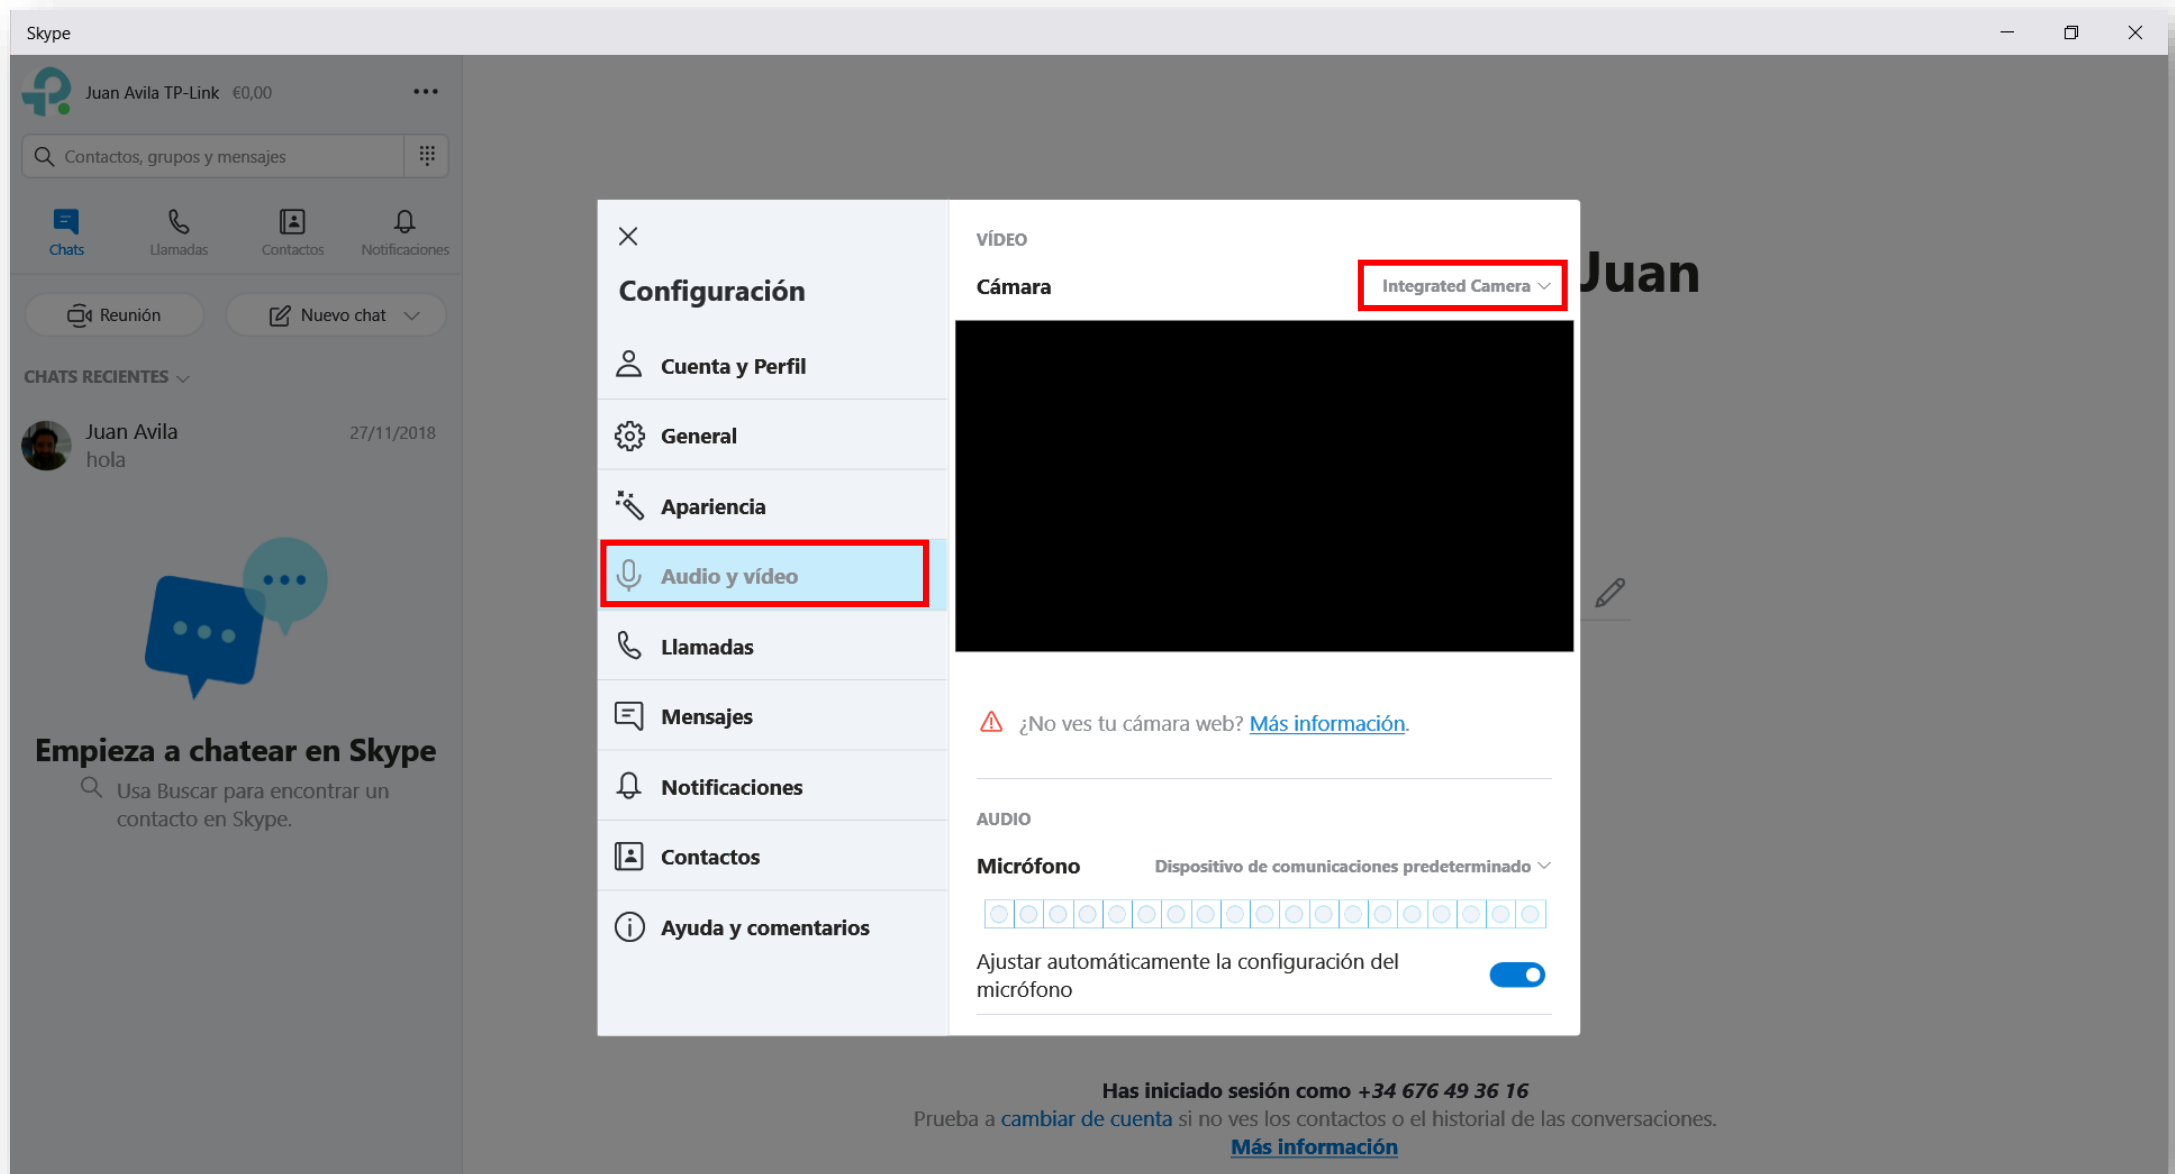 Skype
Juan Avila TP-Link €0,00
Contactos, grupos y mensajes
Chats
Llamadas
Contactos
Notificaciones
Reunión
Nuevo chat
CHATS RECIENTES
Juan Avila 27/11/2018
hola
Empieza a chatear en Skype
Usa Buscar para encontrar un
contacto en Skype.
Configuración
Cuenta y Perfil
General
Apariencia
Audio y vídeo
Llamadas
Mensajes
Notificaciones
Contactos
Ayuda y comentarios
VÍDEO
Cámara Integrated Camera
¿No ves tu cámara web? Más información.
AUDIO
Micrófono Dispositivo de comunicaciones predeterminado
Ajustar automáticamente la configuración del
micrófono
Juan
Has iniciado sesión como +34 676 49 36 16
Prueba a cambiar de cuenta si no ves los contactos o el historial de las conversaciones.
Más información